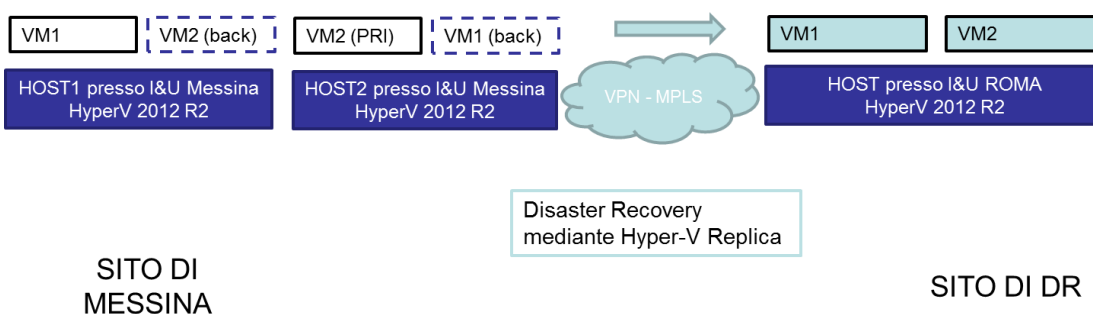 VM1
VM2 (back)
VM2 (PRI)
VM1 (back)
VM1
VM2
HOST1 presso I&U Messina
HyperV 2012 R2
HOST2 presso I&U Messina
HyperV 2012 R2
VPN - MPLS
HOST presso I&U ROMA
HyperV 2012 R2
Disaster Recovery
mediante Hyper-V Replica
SITO DI
MESSINA
SITO DI DR